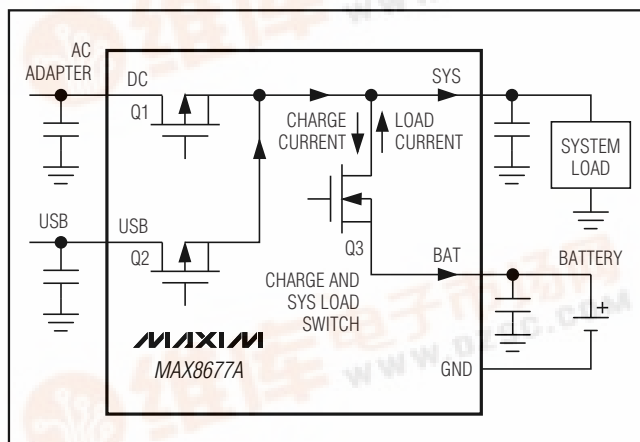 AC
ADAPTER
DC
Q1
SYS
CHARGE
CURRENT
LOAD
CURRENT
SYSTEM
LOAD
USB
USB
Q2
Q3
BAT
BATTERY
CHARGE AND
SYS LOAD
SWITCH
+
MAXIM
MAX8677A
GND